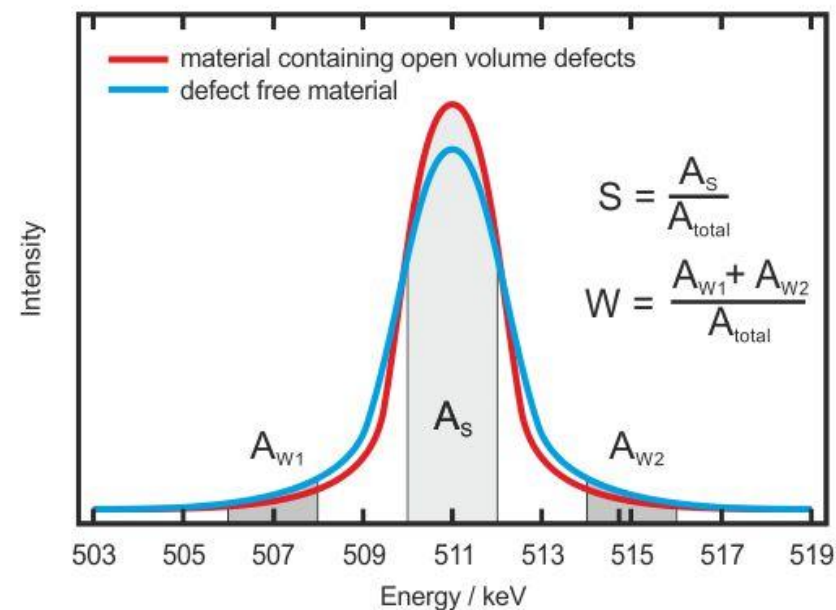 material containing open volume defects
defect free material
S = A_S / A_total
W = A_W1 + A_W2 / A_total
A_W1
A_S
A_W2
Intensity
503 505 507 509 511 513 515 517 519
Energy / keV